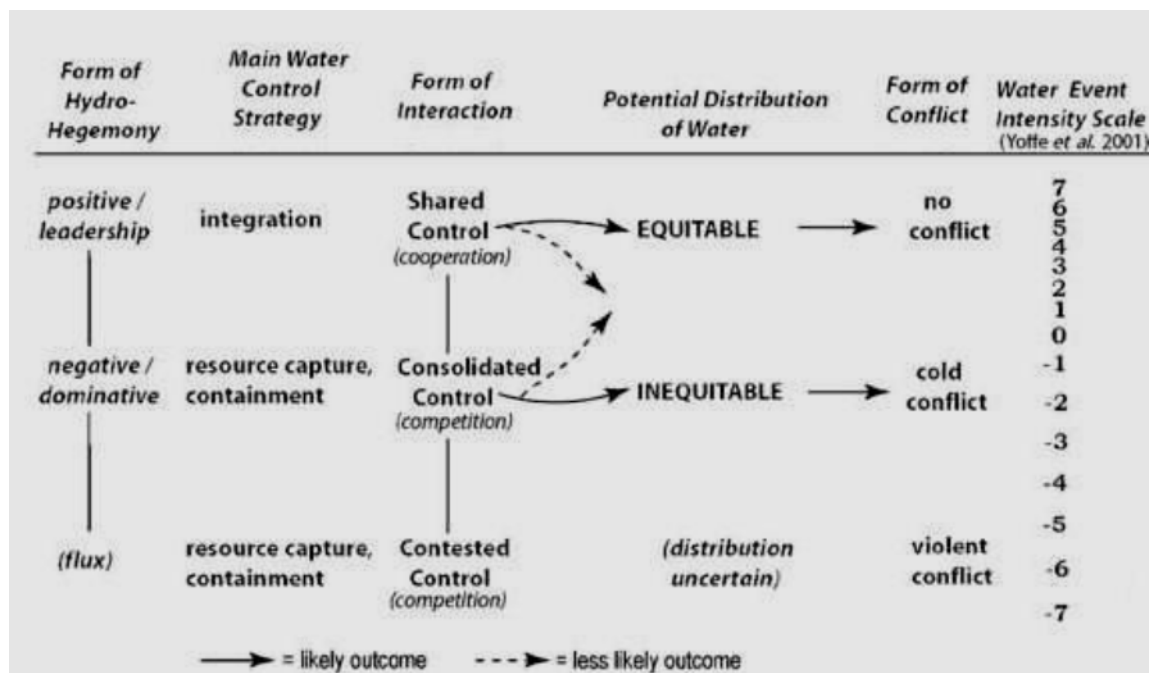 Form of
Hydro-
Hegemony
Main Water
Control
Strategy
Form of
Interaction
Potential Distribution
of Water
Form of
Conflict
Water Event
Intensity Scale
(Yoffe et al. 2001)
positive /
leadership
integration
Shared
Control
(cooperation)
EQUITABLE
no
conflict
negative /
dominative
resource capture,
containment
Consolidated
Control
(competition)
INEQUITABLE
cold
conflict
(flux)
resource capture,
containment
Contested
Control
(competition)
(distribution
uncertain)
violent
conflict
7
6
5
4
3
2
1
0
-1
-2
-3
-4
-5
-6
-7
= likely outcome
= less likely outcome